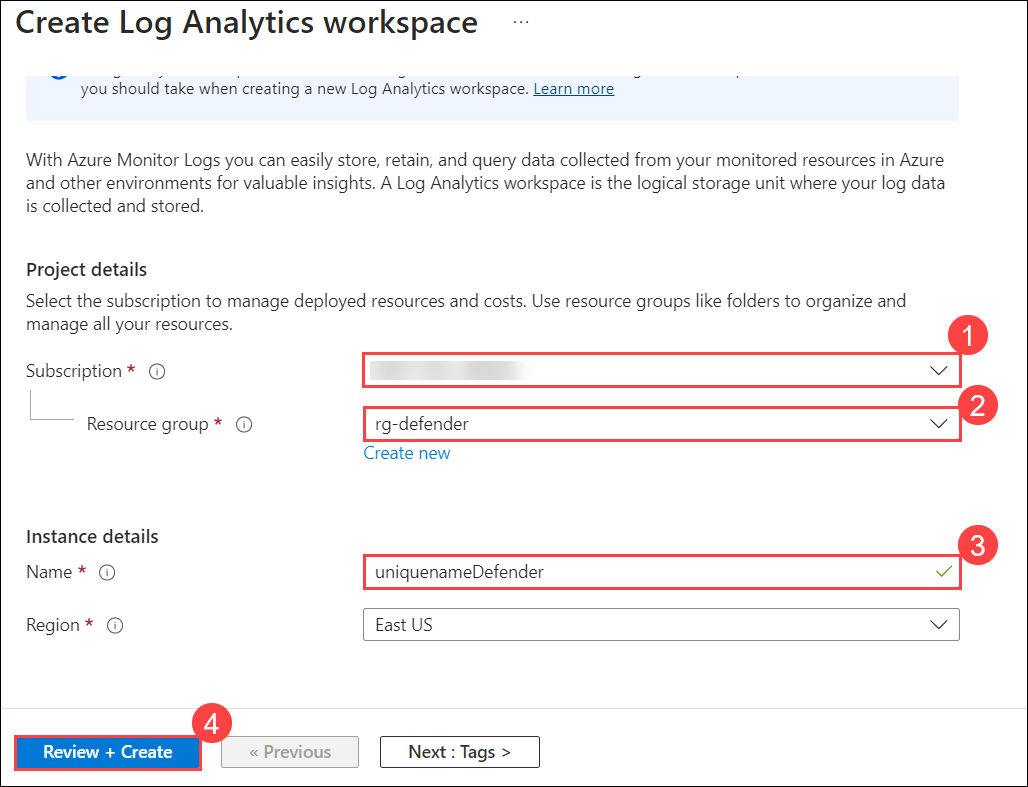 Create Log Analytics workspace ...
you should take when creating a new Log Analytics workspace. Learn more
With Azure Monitor Logs you can easily store, retain, and query data collected from your monitored resources in Azure
and other environments for valuable insights. A Log Analytics workspace is the logical storage unit where your log data
is collected and stored.
Project details
Select the subscription to manage deployed resources and costs. Use resource groups like folders to organize and
manage all your resources.
1
Subscription *
2
Resource group * rg-defender
Create new
Instance details
3
Name * uniquenameDefender
Region * East US
4
Review + Create « Previous Next : Tags >